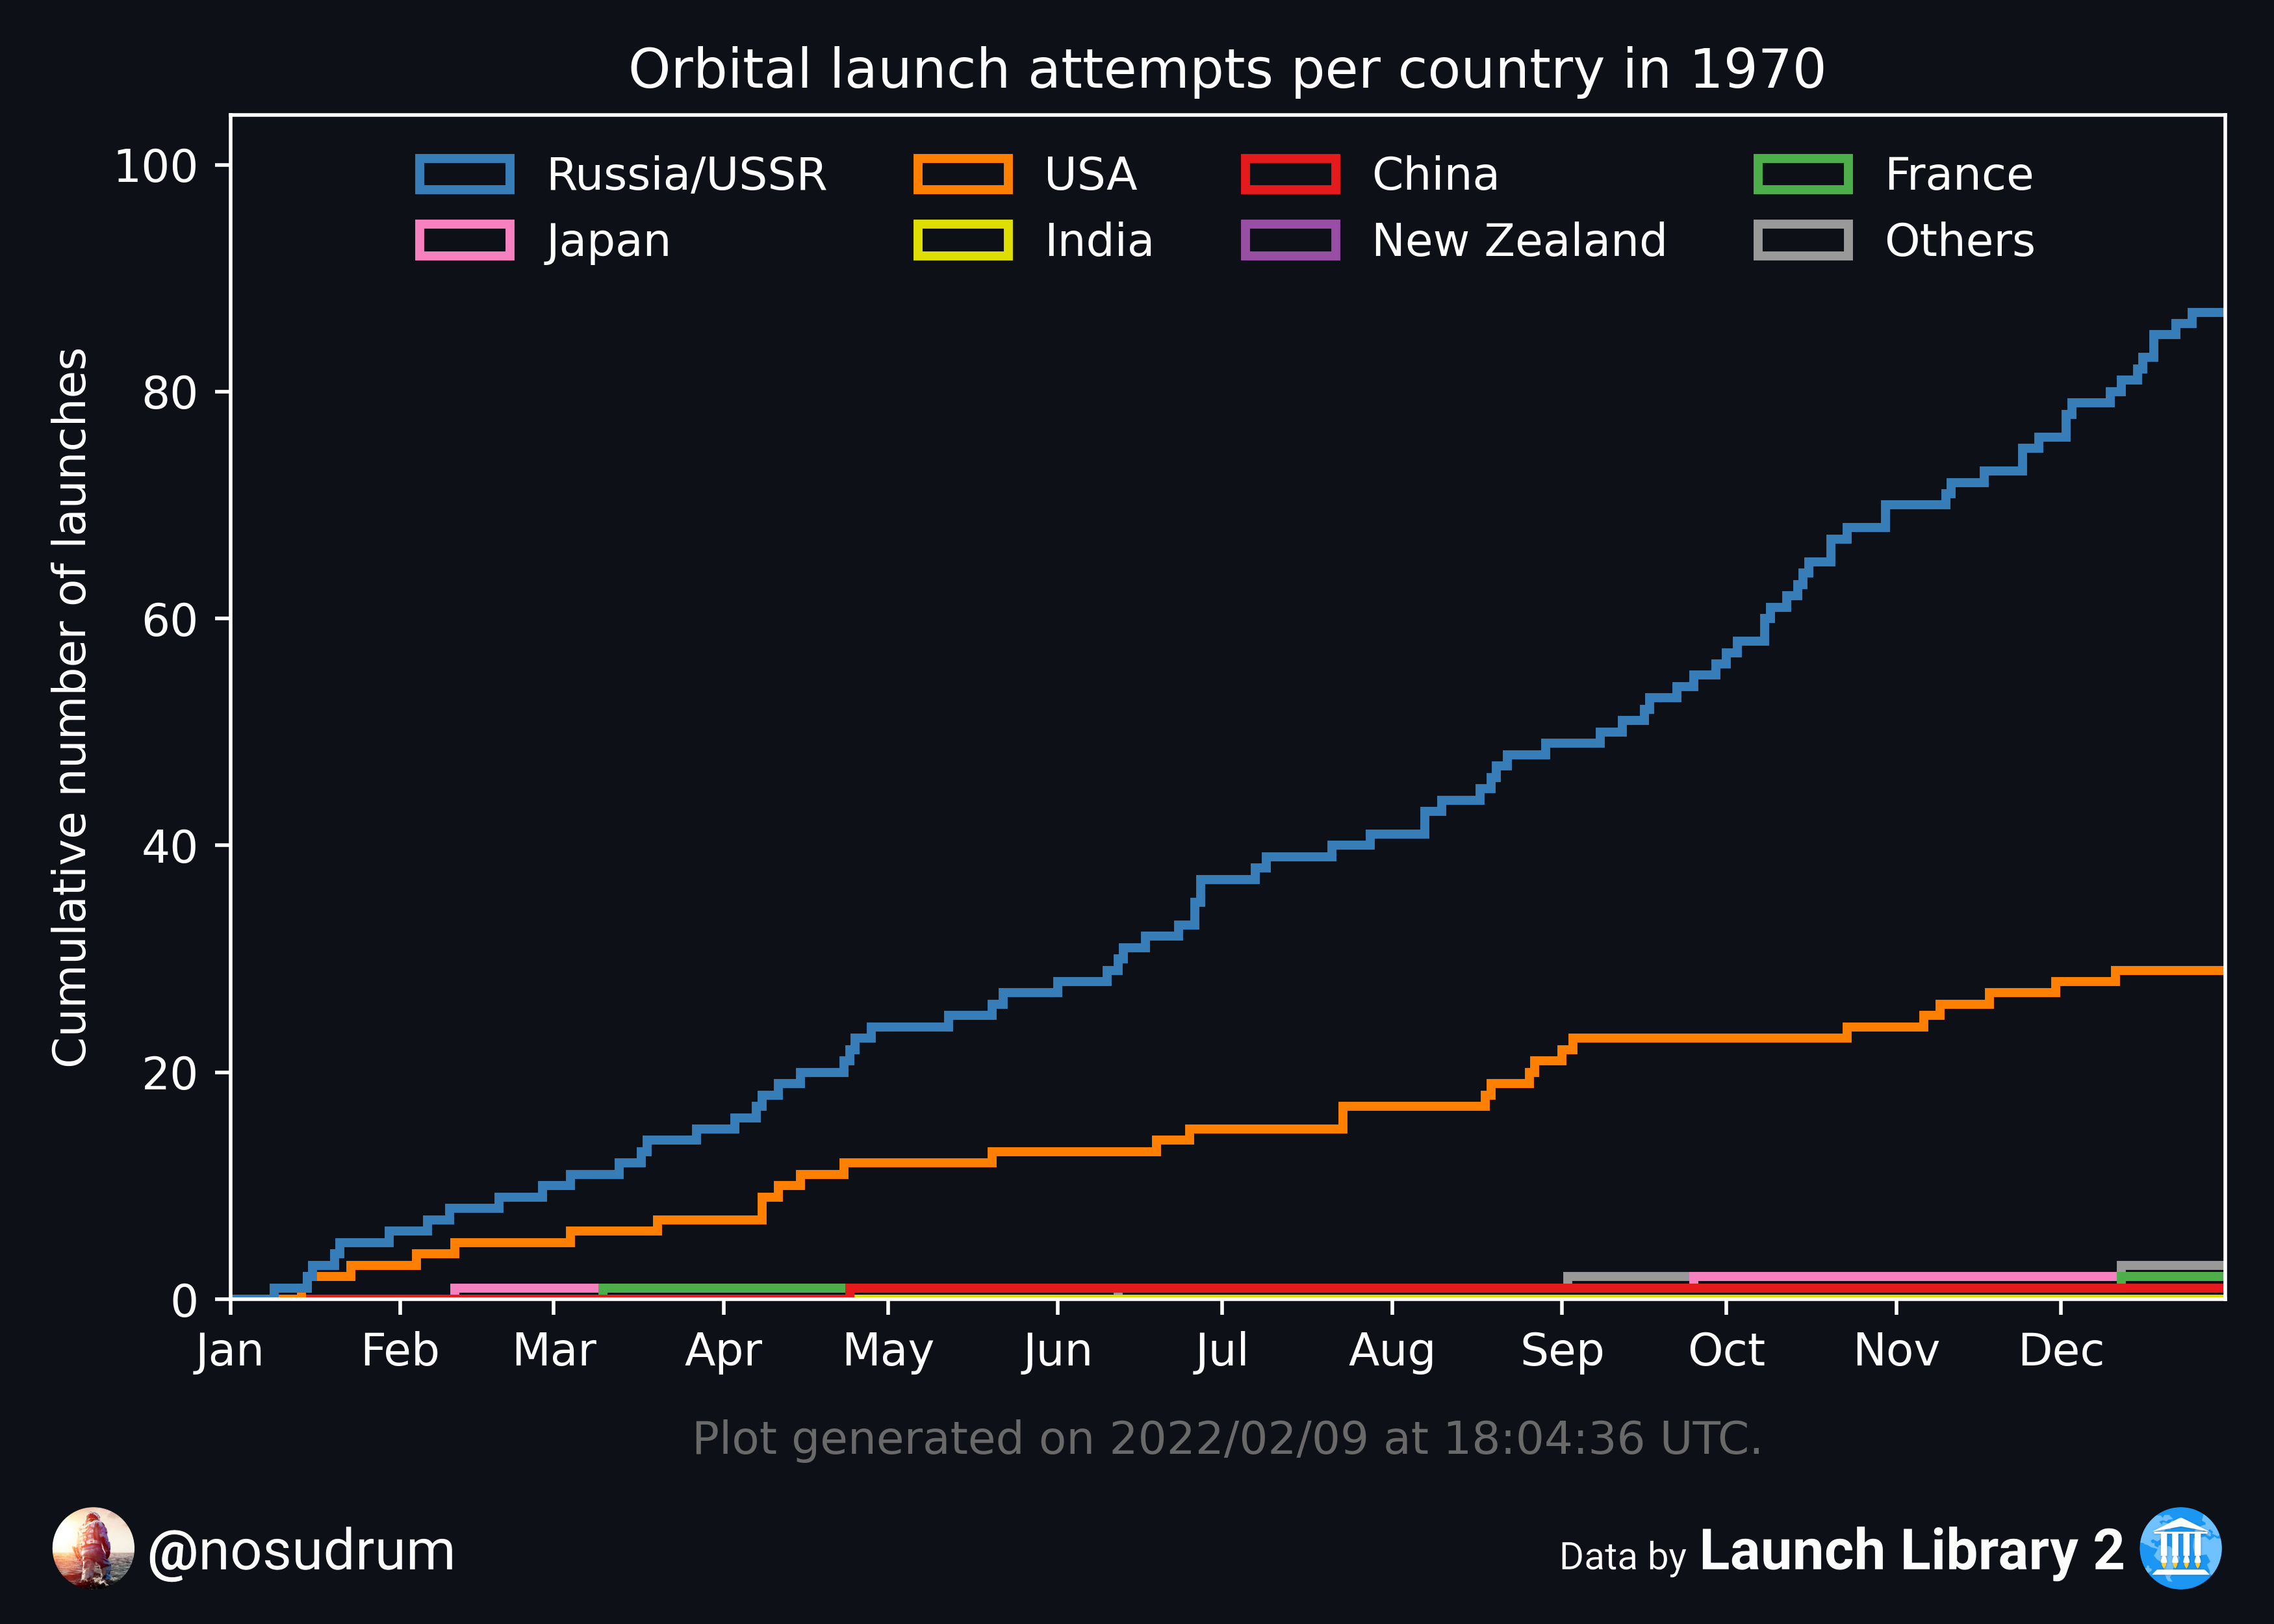 Orbital launch attempts per country in 1970
Russia/USSR USA China France
Japan India New Zealand Others
Cumulative number of launches
100
80
60
40
20
0
Jan Feb Mar Apr May Jun Jul Aug Sep Oct Nov Dec
Plot generated on 2022/02/09 at 18:04:36 UTC.
@nosudrum
Data by Launch Library 2